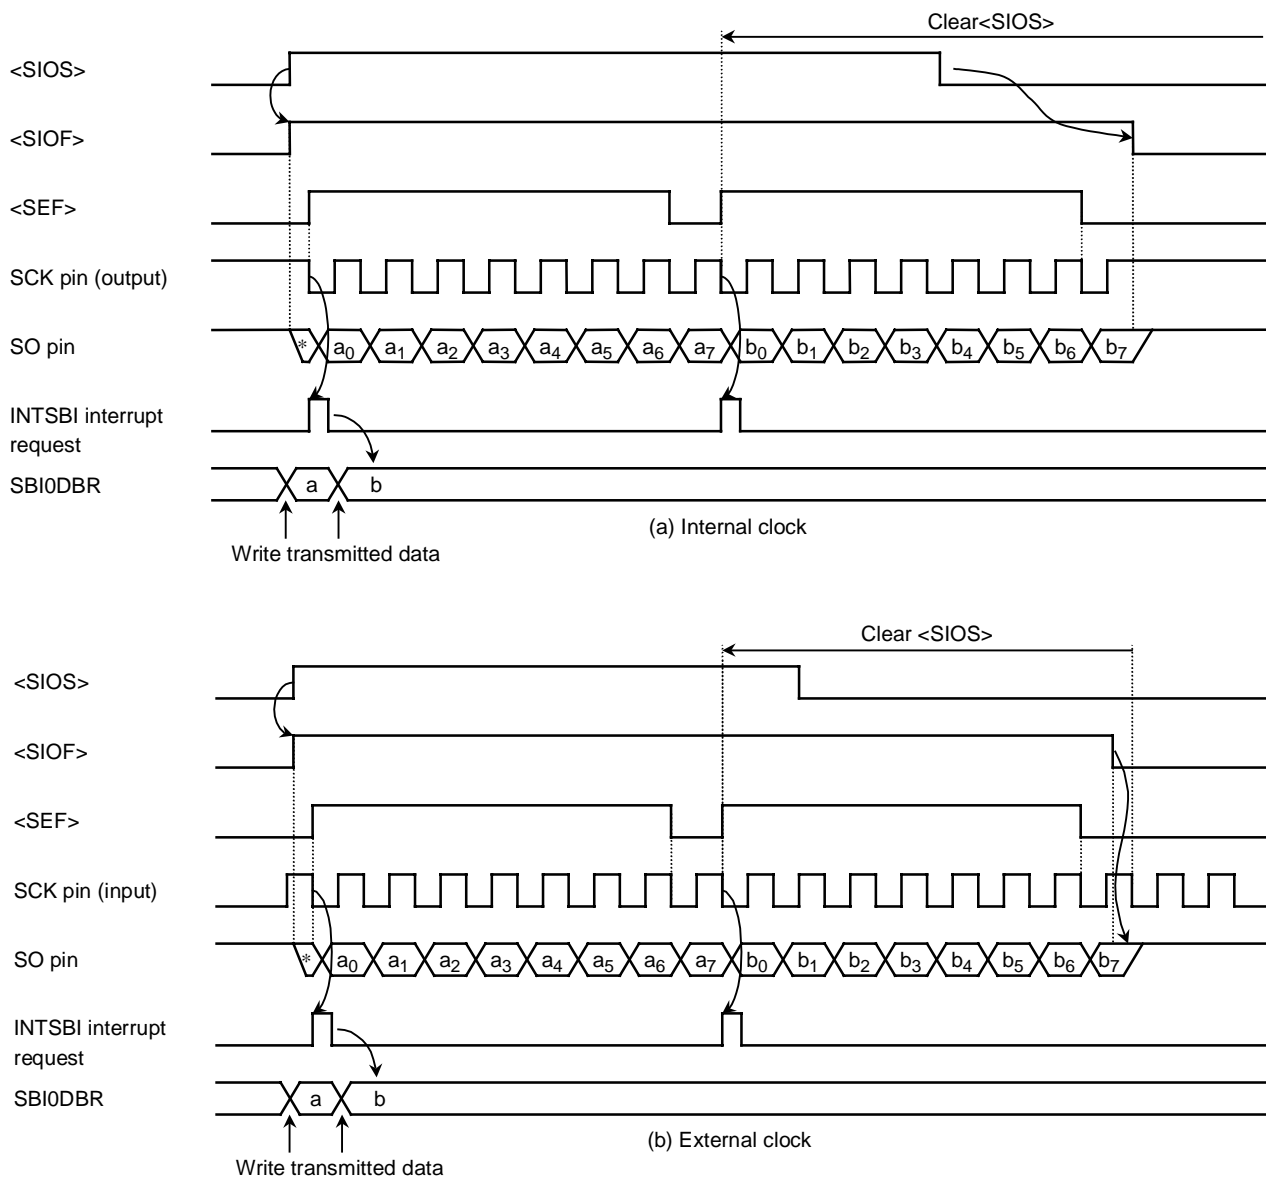 Clear<SIOS>
<SIOS>
<SIOF>
<SEF>
SCK pin (output)
SO pin
* a0 a1 a2 a3 a4 a5 a6 a7 b0 b1 b2 b3 b4 b5 b6 b7
INTSBI interrupt
request
SBI0DBR
a b
(a) Internal clock
Write transmitted data
Clear <SIOS>
<SIOS>
<SIOF>
<SEF>
SCK pin (input)
SO pin
* a0 a1 a2 a3 a4 a5 a6 a7 b0 b1 b2 b3 b4 b5 b6 b7
INTSBI interrupt
request
SBI0DBR
a b
(b) External clock
Write transmitted data